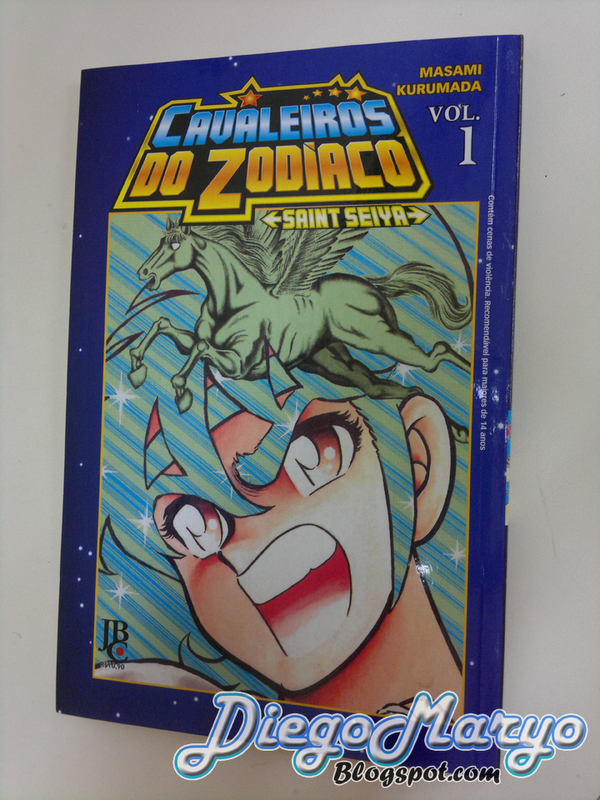 MASAMI
KURUMADA
VOL.
1
CAVALEIROS
DO ZODÍACO
SAINT SEIYA
Contém cenas de violência. Recomendável para maiores de 14 anos
JBC
DiegoMaryo
Blogspot.com